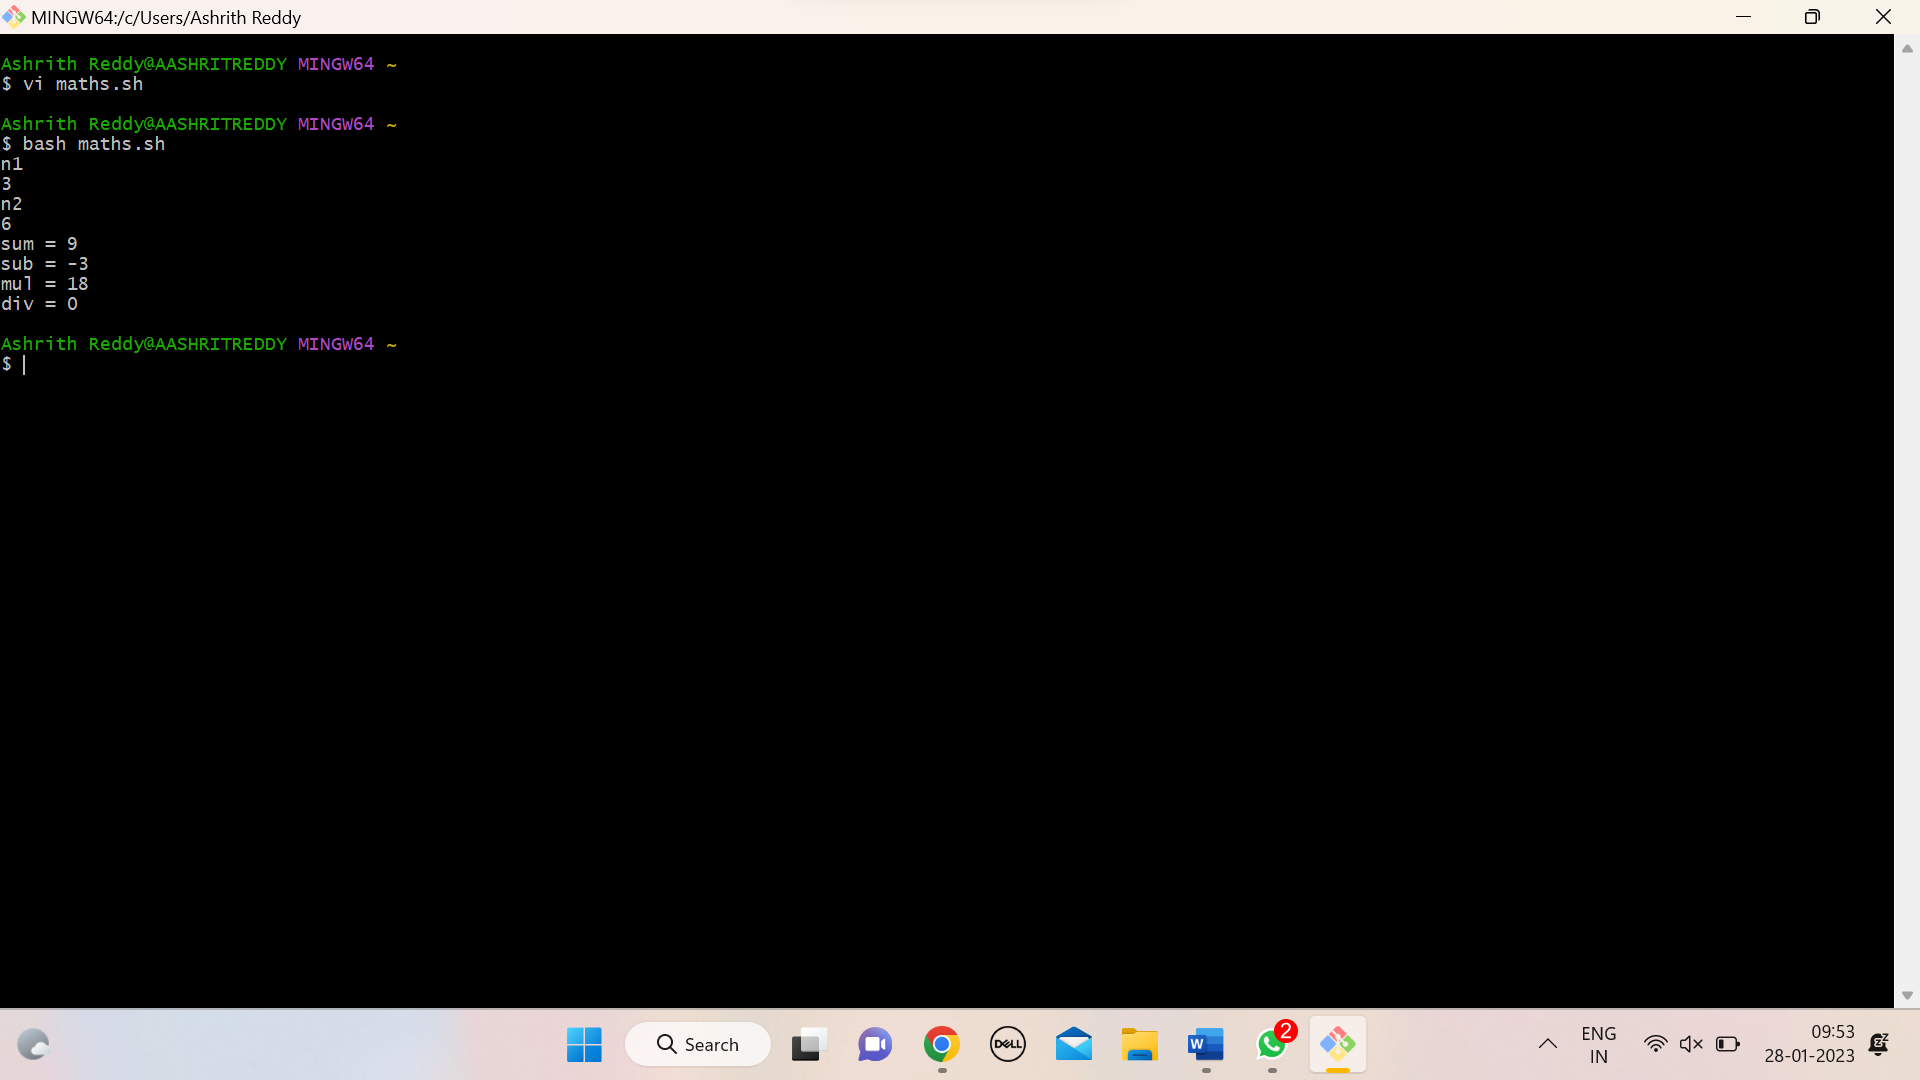 MINGW64:/c/Users/Ashrith Reddy
Ashrith Reddy@AASHRITREDDY MINGW64 ~
$ vi maths.sh
Ashrith Reddy@AASHRITREDDY MINGW64 ~
$ bash maths.sh
n1
3
n2
6
sum = 9
sub = -3
mul = 18
div = 0
Ashrith Reddy@AASHRITREDDY MINGW64 ~
$
Search
DELL
W
2
ENG
IN
09:53
28-01-2023